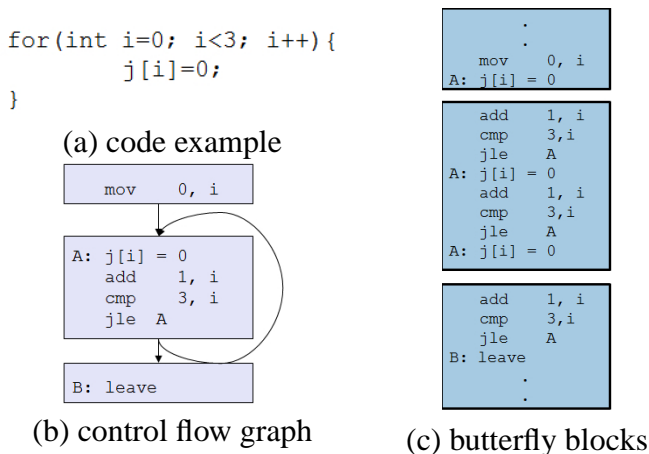 for(int i=0; i<3; i++){
j[i]=0;
}
(a) code example
mov 0, i
A: j[i] = 0
add 1, i
cmp 3, i
jle A
B: leave
(b) control flow graph
.
.
mov 0, i
A: j[i] = 0
add 1, i
cmp 3,i
jle A
A: j[i] = 0
add 1, i
cmp 3,i
jle A
A: j[i] = 0
add 1, i
cmp 3,i
jle A
B: leave
.
.
(c) butterfly blocks